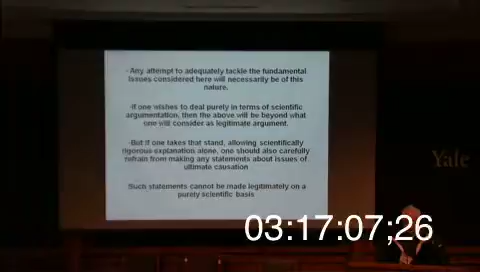 - Any attempt to adequately tackle the fundamental
issues considered here will necessarily be of this
nature.
-If one wishes to deal purely in terms of scientific
argumentation, then the above will be beyond what
one will consider as legitimate argument.
-But if one takes that stand, allowing scientifically
rigorous explanation alone, one should also carefully
refrain from making any statements about issues of
ultimate causation
Such statements cannot be made legitimately on a
purely scientific basis
Yale
03:17:07;26